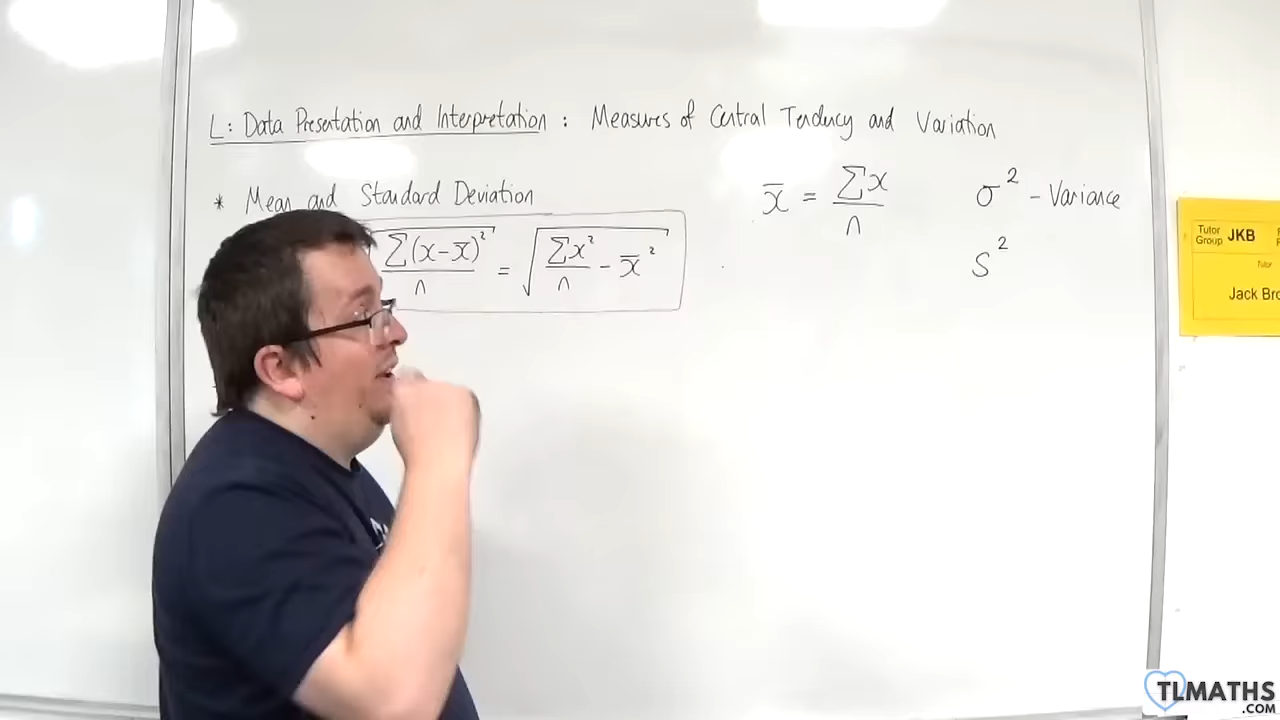 L: Data Presentation and Interpretation : Measures of Central Tendency and Variation
* Mean and Standard Deviation
√(Σ(x-x̄)²/n) = √(Σx²/n - x̄²)
x̄ = Σx/n
σ² - Variance
s²
Tutor Group JKB
Tutor
Jack Bro
TLMATHS
.COM